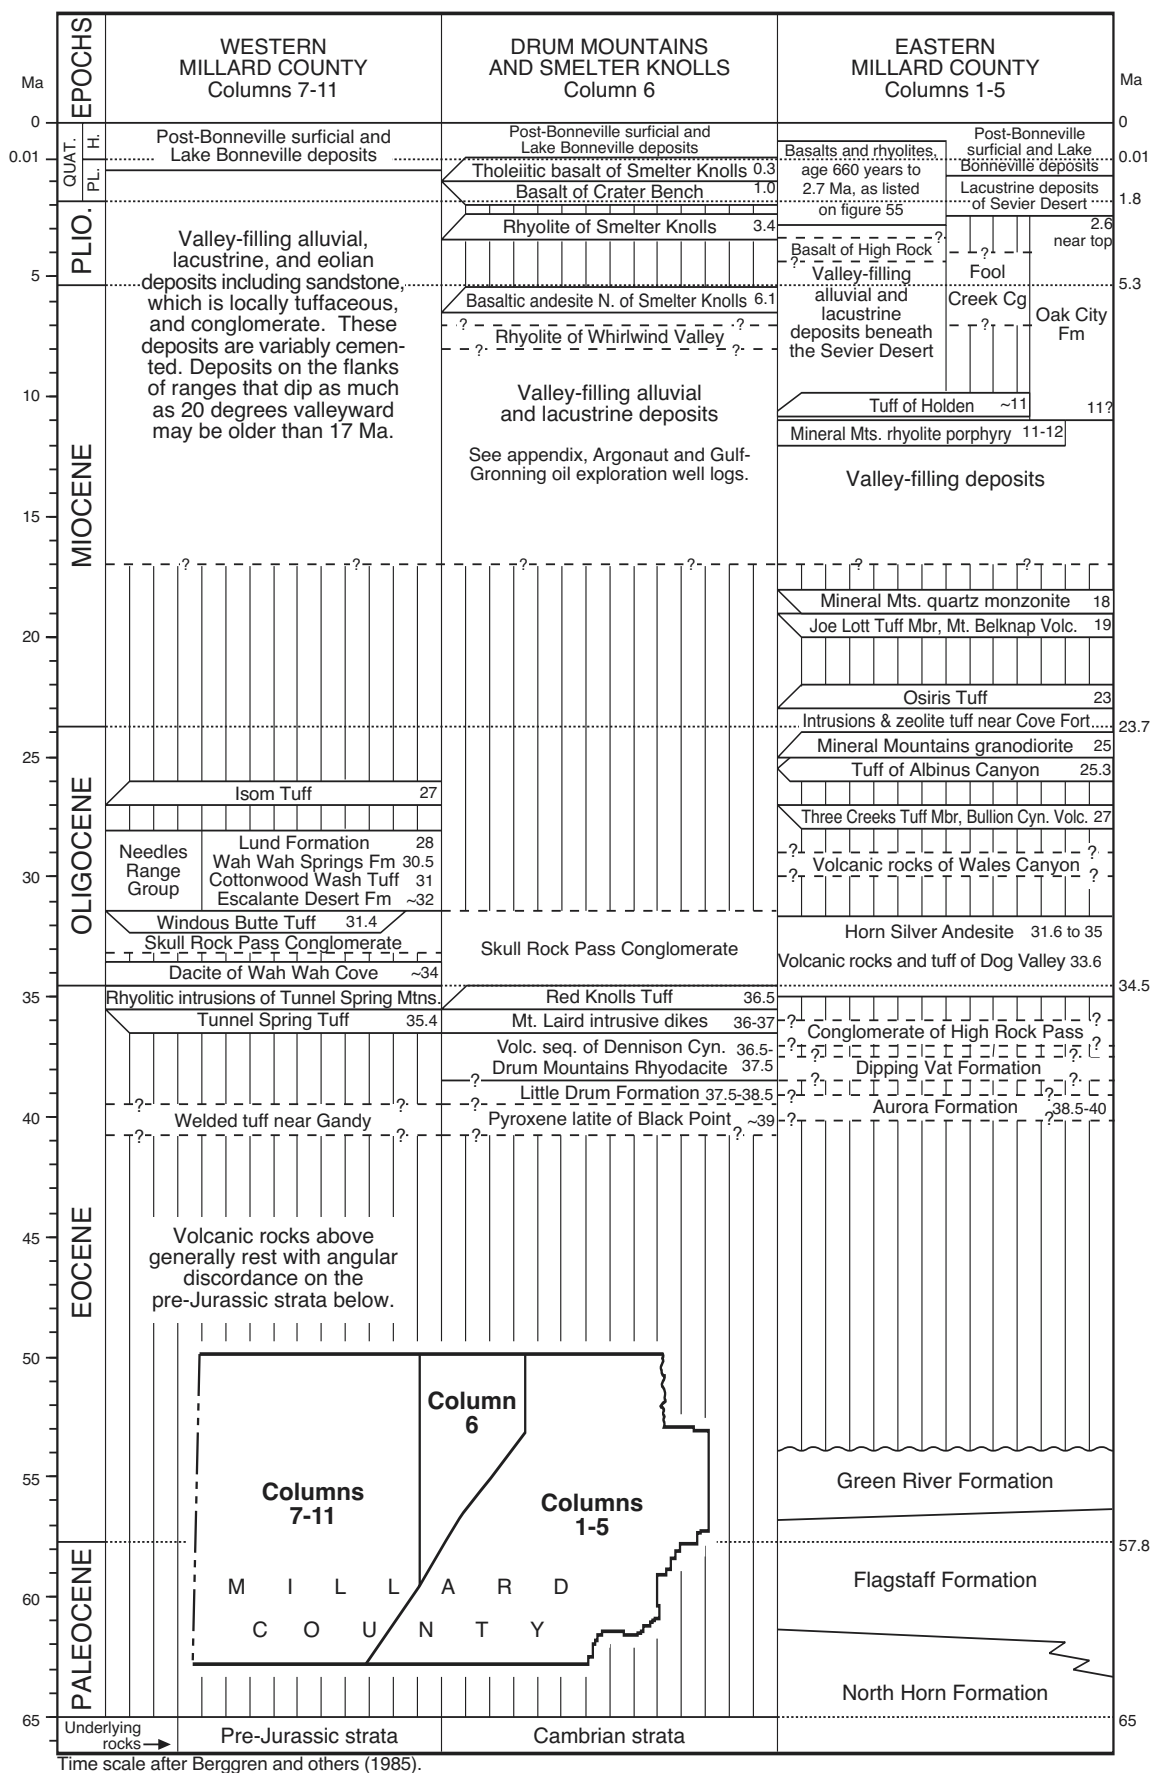 EPOCHS
WESTERN
MILLARD COUNTY
Columns 7-11
DRUM MOUNTAINS
AND SMELTER KNOLLS
Column 6
EASTERN
MILLARD COUNTY
Columns 1-5
Ma
Ma
0
0.01
5
10
15
20
25
30
35
40
45
50
55
60
65
QUAT.
H.
PL.
PLIO.
MIOCENE
OLIGOCENE
EOCENE
PALEOCENE
Post-Bonneville surficial and
Lake Bonneville deposits
Valley-filling alluvial,
lacustrine, and eolian
deposits including sandstone,
which is locally tuffaceous,
and conglomerate. These
deposits are variably cemen-
ted. Deposits on the flanks
of ranges that dip as much
as 20 degrees valleyward
may be older than 17 Ma.
? ?
Isom Tuff 27
Needles
Range
Group
Lund Formation 28
Wah Wah Springs Fm 30.5
Cottonwood Wash Tuff 31
Escalante Desert Fm ~32
Windous Butte Tuff 31.4
Skull Rock Pass Conglomerate
Dacite of Wah Wah Cove ~34
Rhyolitic intrusions of Tunnel Spring Mtns.
Tunnel Spring Tuff 35.4
? ?
Welded tuff near Gandy
? ?
Volcanic rocks above
generally rest with angular
discordance on the
pre-Jurassic strata below.
Post-Bonneville surficial and
Lake Bonneville deposits
Tholeiitic basalt of Smelter Knolls 0.3
Basalt of Crater Bench 1.0
Rhyolite of Smelter Knolls 3.4
Basaltic andesite N. of Smelter Knolls 6.1
? ?
Rhyolite of Whirlwind Valley
? ?
Valley-filling alluvial
and lacustrine deposits
See appendix, Argonaut and Gulf-
Gronning oil exploration well logs.
? ?
Skull Rock Pass Conglomerate
Red Knolls Tuff 36.5
Mt. Laird intrusive dikes 36-37
Volc. seq. of Dennison Cyn. 36.5-
Drum Mountains Rhyodacite 37.5
?
Little Drum Formation 37.5-38.5
?
Pyroxene latite of Black Point ~39
? ?
Basalts and rhyolites,
age 660 years to
2.7 Ma, as listed
on figure 55
Post-Bonneville
surficial and Lake
Bonneville deposits
Lacustrine deposits
of Sevier Desert
2.6
near top
?
Basalt of High Rock
?
Valley-filling
alluvial and
lacustrine
deposits beneath
the Sevier Desert
?
Fool
Creek Cg
?
Oak City
Fm
Tuff of Holden ~11
11?
Mineral Mts. rhyolite porphyry 11-12
Valley-filling deposits
? ?
Mineral Mts. quartz monzonite 18
Joe Lott Tuff Mbr, Mt. Belknap Volc. 19
Osiris Tuff 23
Intrusions & zeolite tuff near Cove Fort
Mineral Mountains granodiorite 25
Tuff of Albinus Canyon 25.3
Three Creeks Tuff Mbr, Bullion Cyn. Volc. 27
? ?
Volcanic rocks of Wales Canyon
? ?
Horn Silver Andesite 31.6 to 35
Volcanic rocks and tuff of Dog Valley 33.6
? ?
Conglomerate of High Rock Pass
? ?
? ?
Dipping Vat Formation
? ?
?
Aurora Formation 38.5-40
? ?
Green River Formation
Flagstaff Formation
North Horn Formation
0
0.01
1.8
5.3
23.7
34.5
57.8
65
Column
6
Columns
7-11
Columns
1-5
MILLARD
COUNTY
Underlying
rocks
Pre-Jurassic strata
Cambrian strata
Time scale after Berggren and others (1985).